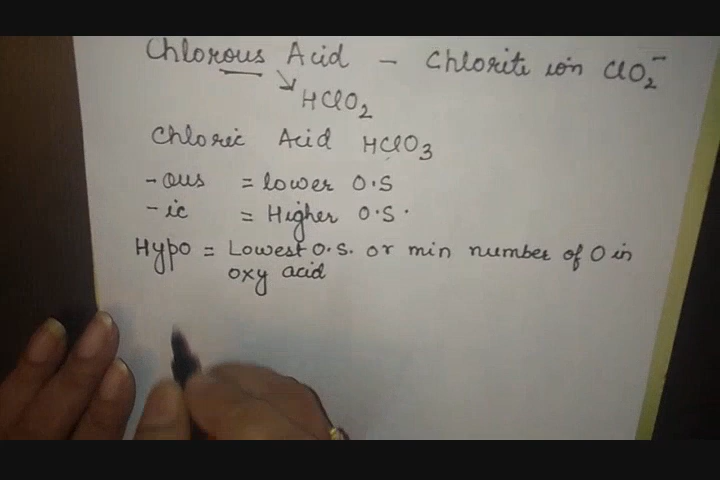 Chlorous Acid - Chlorite ion ClO₂⁻
HClO₂
Chloric Acid HClO₃
-ous = lower O.S
-ic = Higher O.S.
Hypo = Lowest O.S. or min number of O in
oxy acid